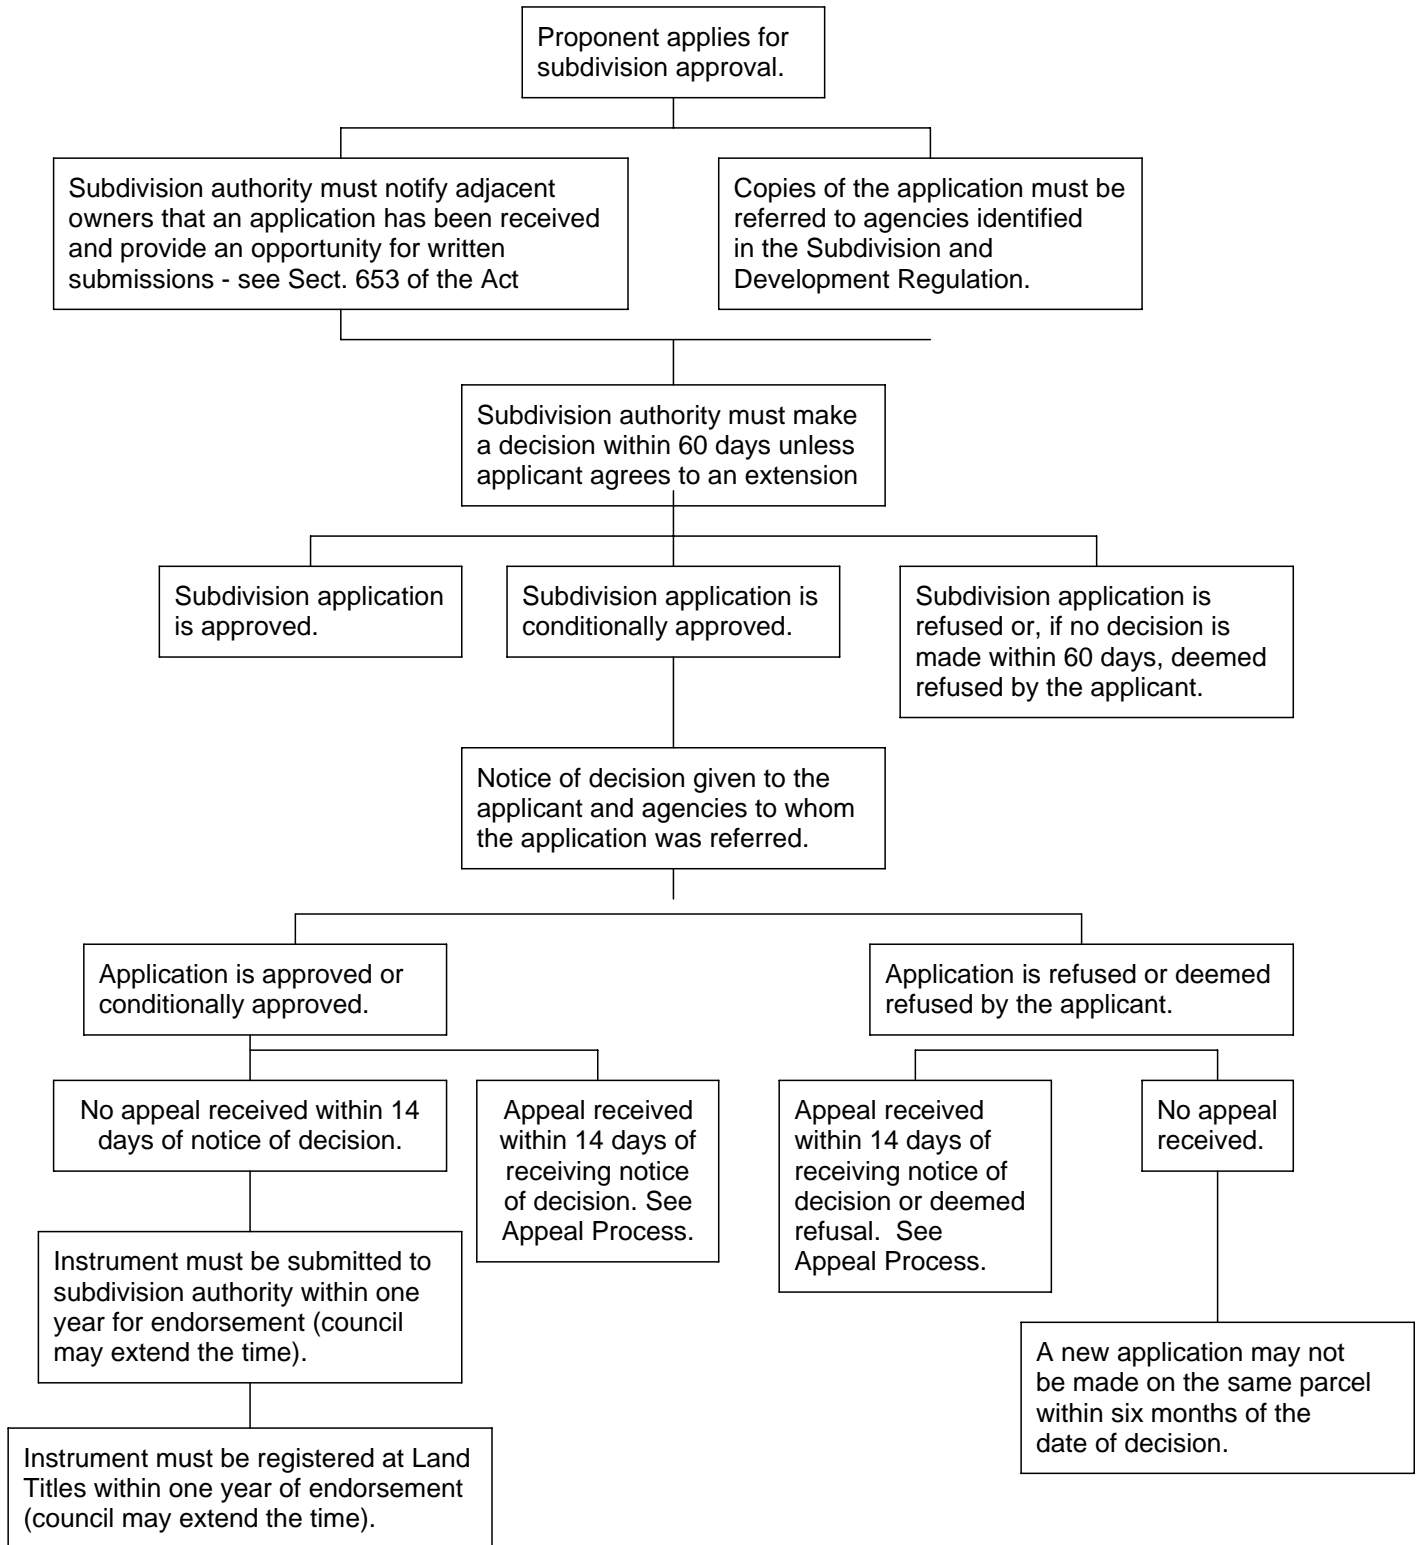 Proponent applies for
subdivision approval.
Subdivision authority must notify adjacent
owners that an application has been received
and provide an opportunity for written
submissions - see Sect. 653 of the Act
Copies of the application must be
referred to agencies identified
in the Subdivision and
Development Regulation.
Subdivision authority must make
a decision within 60 days unless
applicant agrees to an extension
Subdivision application
is approved.
Subdivision application is
conditionally approved.
Subdivision application is
refused or, if no decision is
made within 60 days, deemed
refused by the applicant.
Notice of decision given to the
applicant and agencies to whom
the application was referred.
Application is approved or
conditionally approved.
Application is refused or deemed
refused by the applicant.
No appeal received within 14
days of notice of decision.
Appeal received
within 14 days of
receiving notice
of decision. See
Appeal Process.
Appeal received
within 14 days of
receiving notice of
decision or deemed
refusal.  See
Appeal Process.
No appeal
received.
Instrument must be submitted to
subdivision authority within one
year for endorsement (council
may extend the time).
A new application may not
be made on the same parcel
within six months of the
date of decision.
Instrument must be registered at Land
Titles within one year of endorsement
(council may extend the time).